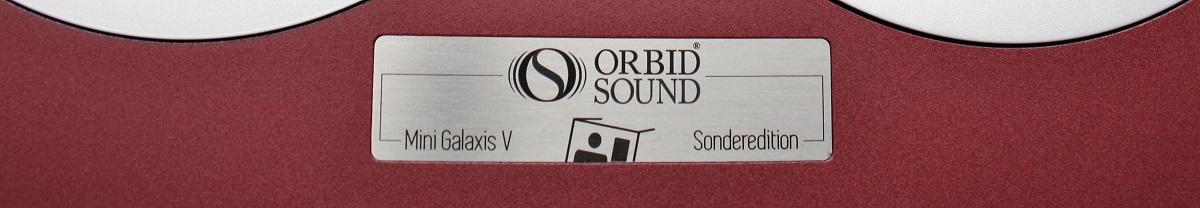 ORBID®
SOUND
Mini Galaxis V
Sonderedition